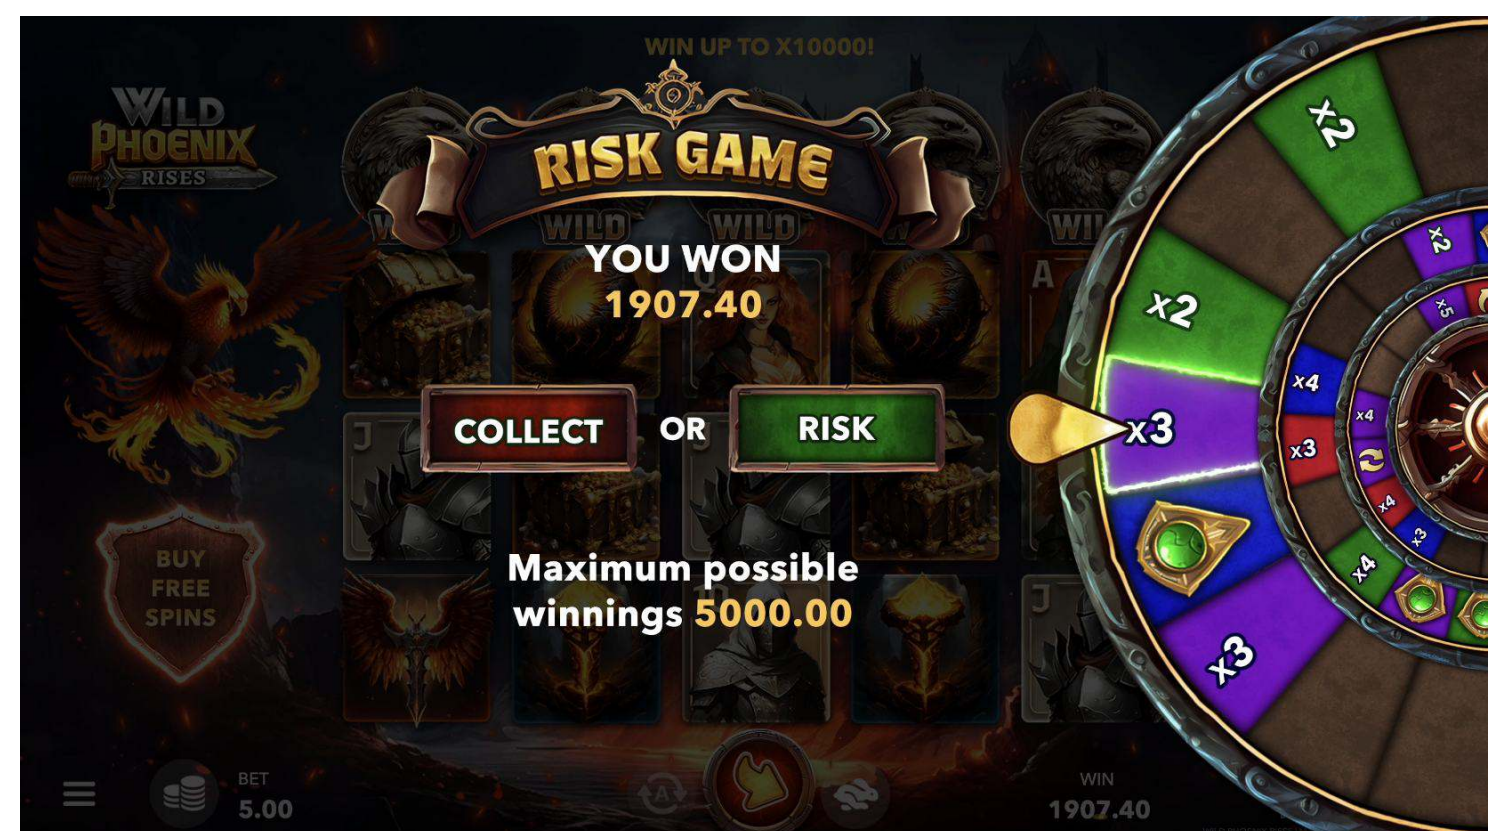 WIN UP TO X10000!
WILD
PHOENIX
RISES
RISK GAME
WILD
WILD
YOU WON
1907.40
COLLECT
OR
RISK
Maximum possible
winnings 5000.00
BUY
FREE
SPINS
Q
A
J
J
J
BET
5.00
A
WIN
1907.40
x2
x2
x3
x3
x2
x4
x3
x4
x5
x4
x4
x3